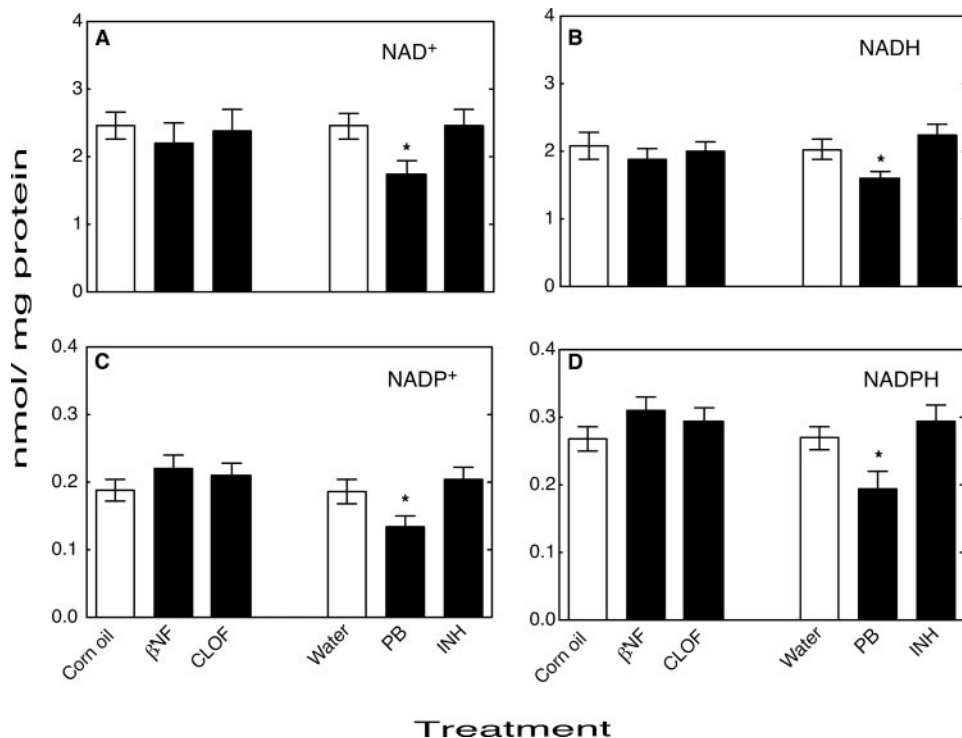 A
NAD+
4
3
2
1
0
*
B
NADH
4
3
2
1
0
*
nmol/ mg protein
C
NADP+
0.4
0.3
0.2
0.1
0.0
*
Corn oil
βNF
CLOF
Water
PB
INH
D
NADPH
0.4
0.3
0.2
0.1
0.0
*
Corn oil
βNF
CLOF
Water
PB
INH
Treatment